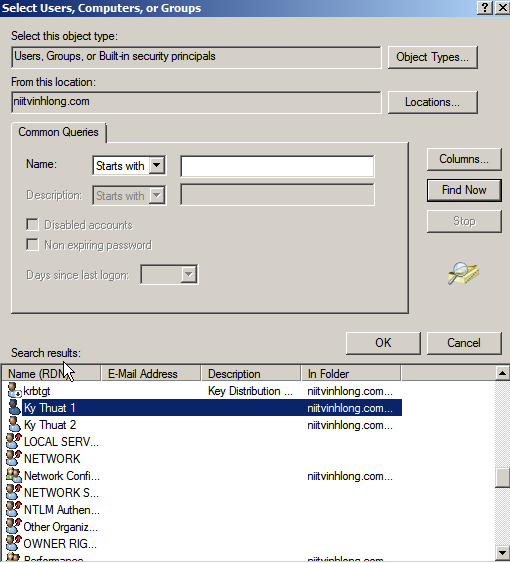 Select Users, Computers, or Groups
Select this object type:
Users, Groups, or Built-in security principals
Object Types...
From this location:
niitvinhlong.com
Locations...
Common Queries
Name: Starts with
Columns...
Description: Starts with
Find Now
Disabled accounts
Stop
Non expiring password
Days since last logon:
OK Cancel
Search results:
Name (RDN) E-Mail Address Description In Folder
krbtgt Key Distribution ... niitvinhlong.com...
Ky Thuat 1 niitvinhlong.com...
Ky Thuat 2 niitvinhlong.com...
LOCAL SERV...
NETWORK
Network Confi... niitvinhlong.com...
NETWORK S...
NTLM Authen...
Other Organiz...
OWNER RIG...
Performance niitvinhlong.com...